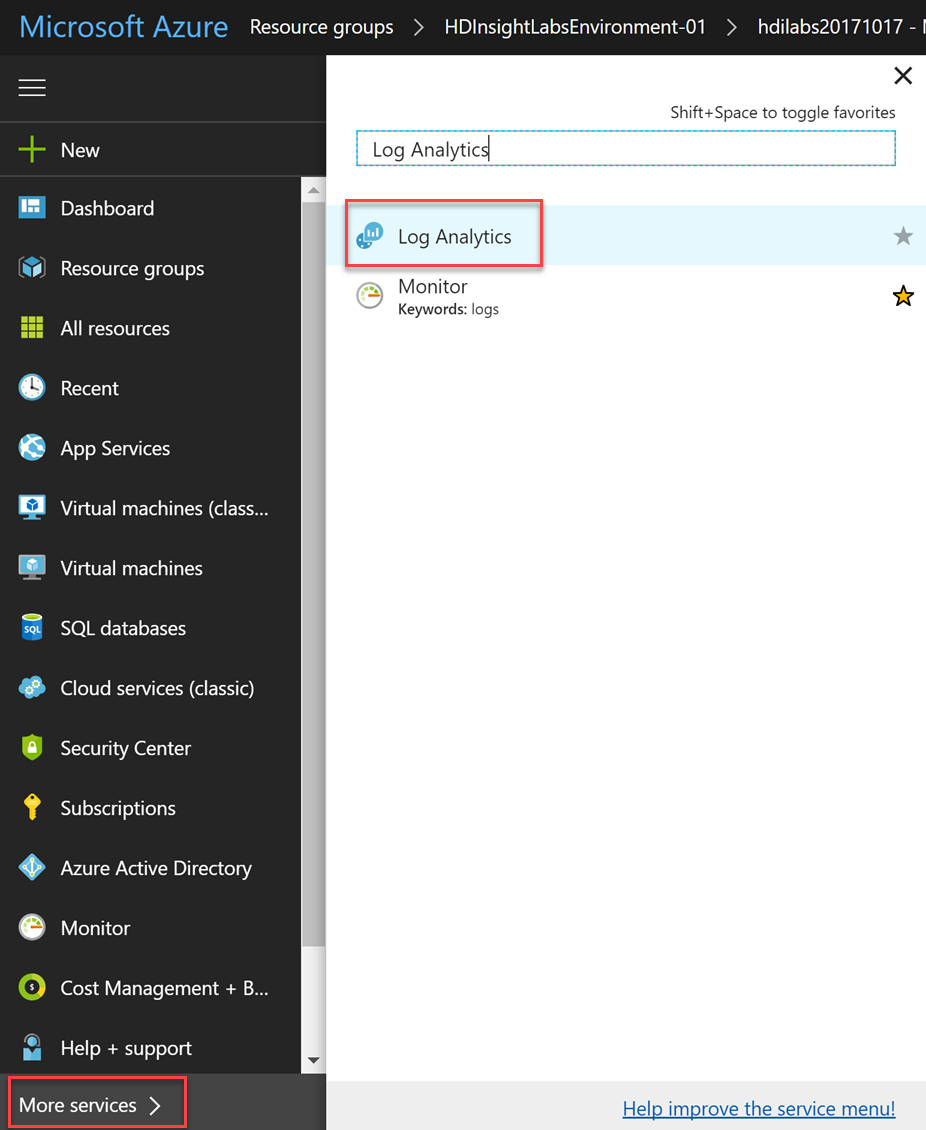 Microsoft Azure Resource groups > HDInsightLabsEnvironment-01 > hdilabs20171017 -
Shift+Space to toggle favorites
Log Analytics
New
Dashboard
Resource groups
All resources
Recent
App Services
Virtual machines (class...
Virtual machines
SQL databases
SQL
Cloud services (classic)
Security Center
Subscriptions
Azure Active Directory
Monitor
Cost Management + B...
$
Help + support
More services >
Log Analytics
Monitor
Keywords: logs
Help improve the service menu!